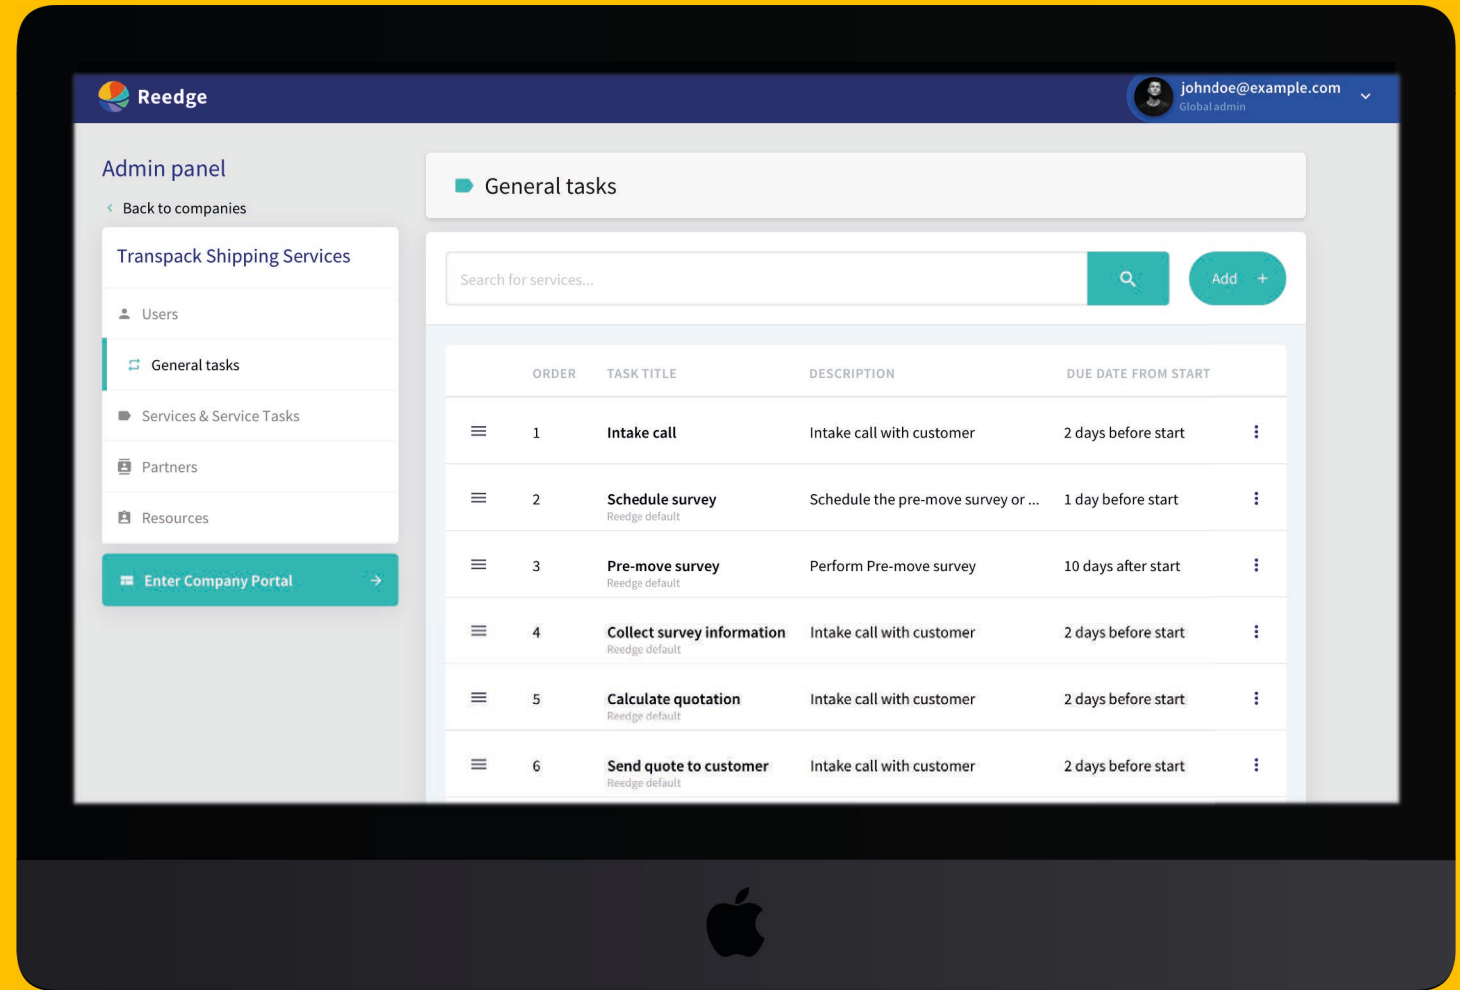 Reedge
johndoe@example.com
Global admin
Admin panel
Back to companies
Transpack Shipping Services
Users
General tasks
Services & Service Tasks
Partners
Resources
Enter Company Portal
General tasks
Search for services...
Add +
ORDER TASK TITLE DESCRIPTION DUE DATE FROM START
1 Intake call Intake call with customer 2 days before start
2 Schedule survey Schedule the pre-move survey or ... 1 day before start
Reedge default
3 Pre-move survey Perform Pre-move survey 10 days after start
Reedge default
4 Collect survey information Intake call with customer 2 days before start
Reedge default
5 Calculate quotation Intake call with customer 2 days before start
Reedge default
6 Send quote to customer Intake call with customer 2 days before start
Reedge default